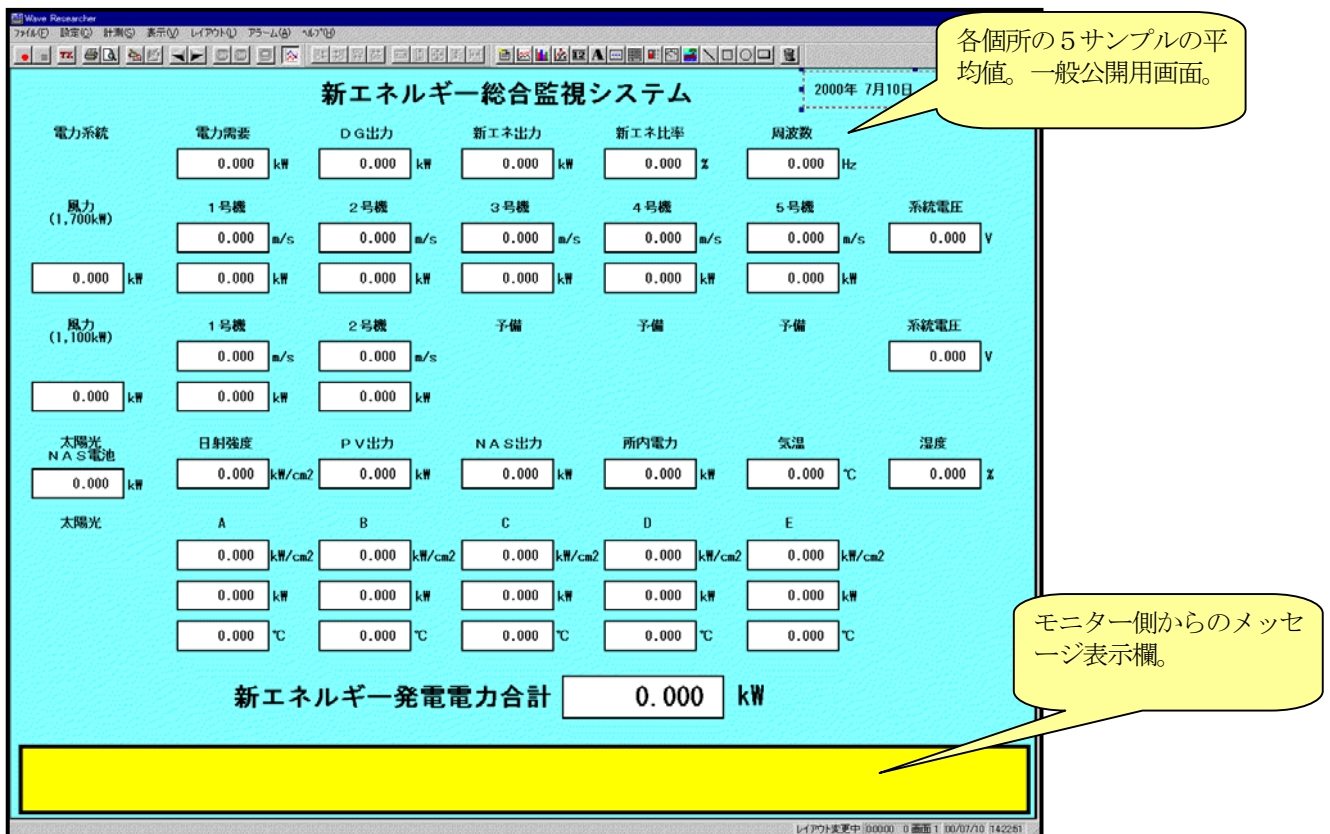 Wave Researcher
ファイル(F) 設定(C) 計測(S) 表示(V) レイアウト(L) アラーム(A) ヘルプ(H)
新エネルギー総合監視システム
2000年 7月10日
各個所の５サンプルの平
均値。一般公開用画面。
電力系統 電力需要 ＤＧ出力 新エネ出力 新エネ比率 周波数
0.000 kW 0.000 kW 0.000 kW 0.000 % 0.000 Hz
風力 １号機 ２号機 ３号機 ４号機 ５号機 系統電圧
(1,700kW)
0.000 m/s 0.000 m/s 0.000 m/s 0.000 m/s 0.000 m/s 0.000 V
0.000 kW 0.000 kW 0.000 kW 0.000 kW 0.000 kW 0.000 kW
風力 １号機 ２号機 予備 予備 予備 系統電圧
(1,100kW)
0.000 m/s 0.000 m/s 0.000 V
0.000 kW 0.000 kW 0.000 kW
太陽光 日射強度 ＰＶ出力 ＮＡＳ出力 所内電力 気温 湿度
ＮＡＳ電池
0.000 kW 0.000 kW/cm2 0.000 kW 0.000 kW 0.000 kW 0.000 ℃ 0.000 %
太陽光 A B C D E
0.000 kW/cm2 0.000 kW/cm2 0.000 kW/cm2 0.000 kW/cm2 0.000 kW/cm2
0.000 kW 0.000 kW 0.000 kW 0.000 kW 0.000 kW
0.000 ℃ 0.000 ℃ 0.000 ℃ 0.000 ℃ 0.000 ℃
モニター側からのメッセ
ージ表示欄。
新エネルギー発電電力合計 0.000 kW
レイアウト変更中 00000 0 画面 1 00/07/10